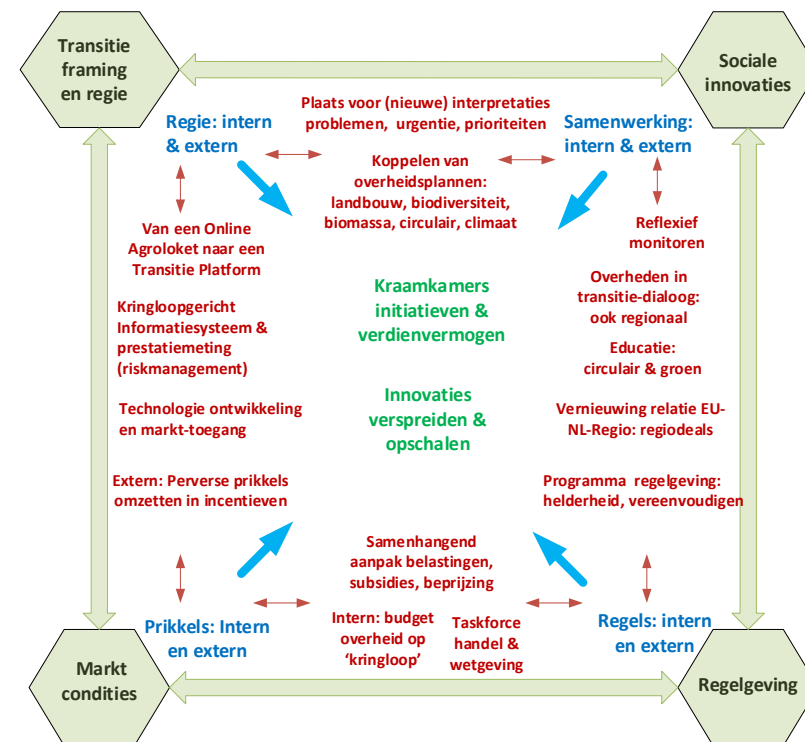 Transitie
framing
en regie
Sociale
innovaties
Plaats voor (nieuwe) interpretaties
problemen, urgentie, prioriteiten
Regie: intern
& extern
Samenwerking:
intern & extern
Koppelen van
overheidsplannen:
landbouw, biodiversiteit,
biomassa, circulair, climaat
Van een Online
Agroloket naar een
Transitie Platform
Reflexief
monitoren
Kraamkamers
initiatieven &
verdienvermogen
Overheden in
transitie-dialoog:
ook regionaal
Kringloopgericht
Informatiesysteem &
prestatiemeting
(riskmanagement)
Educatie:
circulair & groen
Innovaties
verspreiden &
opschalen
Technologie ontwikkeling
en markt-toegang
Vernieuwing relatie EU-
NL-Regio: regiodeals
Extern: Perverse prikkels
omzetten in incentieven
Programma regelgeving:
helderheid, vereenvoudigen
Samenhangend
aanpak belastingen,
subsidies, beprijzing
Prikkels: Intern
en extern
Intern: budget
overheid op
‘kringloop’
Taskforce
handel &
wetgeving
Regels: intern
en extern
Markt
condities
Regelgeving